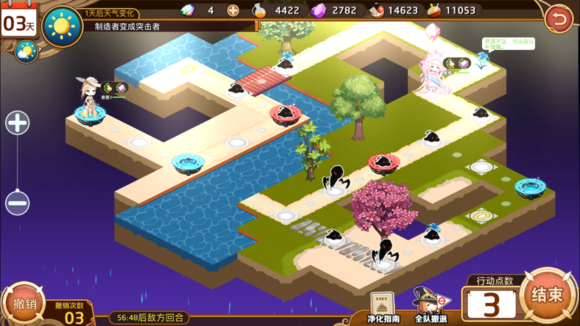 03天
1天后天气变化
制造者变成突击者
4
4422
2782
14623
11053
撤销
撤销次数
03
56:48后敌方回合
净化指南
全队撤退
行动点数
3
结束